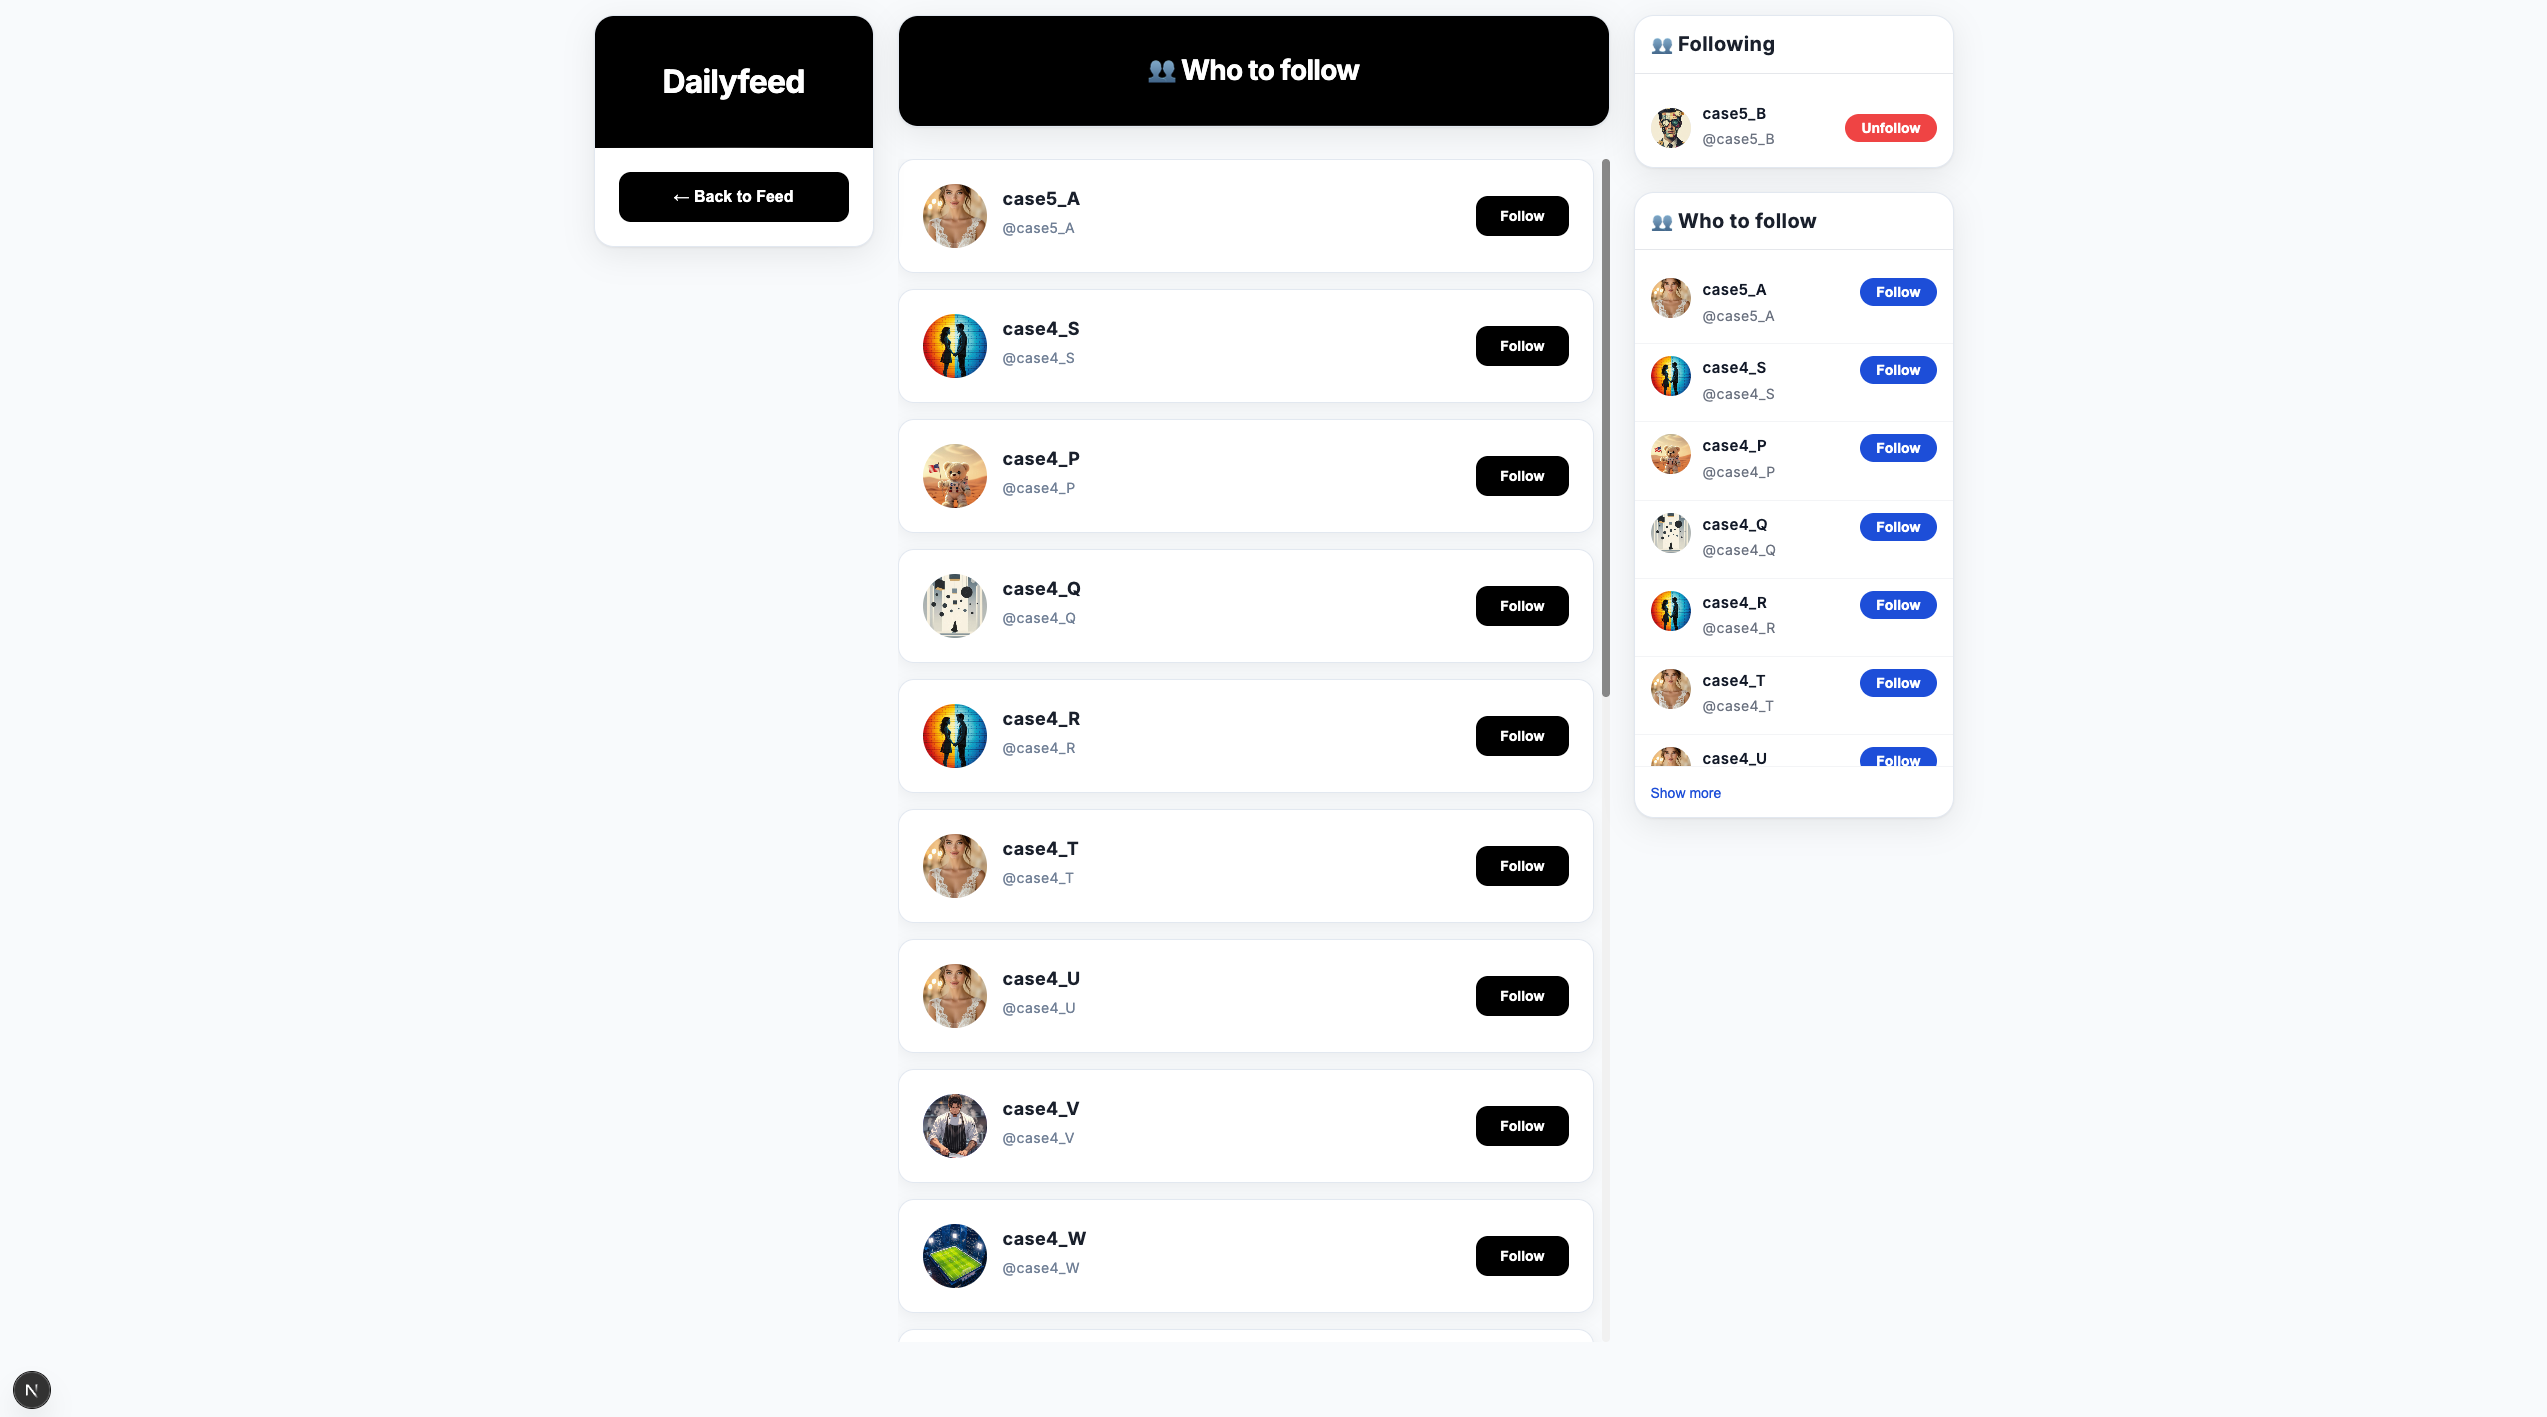 Dailyfeed
← Back to Feed
👥 Who to follow
case5_A
@case5_A
Follow
case4_S
@case4_S
Follow
case4_P
@case4_P
Follow
case4_Q
@case4_Q
Follow
case4_R
@case4_R
Follow
case4_T
@case4_T
Follow
case4_U
@case4_U
Follow
case4_V
@case4_V
Follow
case4_W
@case4_W
Follow
👥 Following
case5_B
@case5_B
Unfollow
👥 Who to follow
case5_A
@case5_A
Follow
case4_S
@case4_S
Follow
case4_P
@case4_P
Follow
case4_Q
@case4_Q
Follow
case4_R
@case4_R
Follow
case4_T
@case4_T
Follow
case4_U
Follow
Show more
N